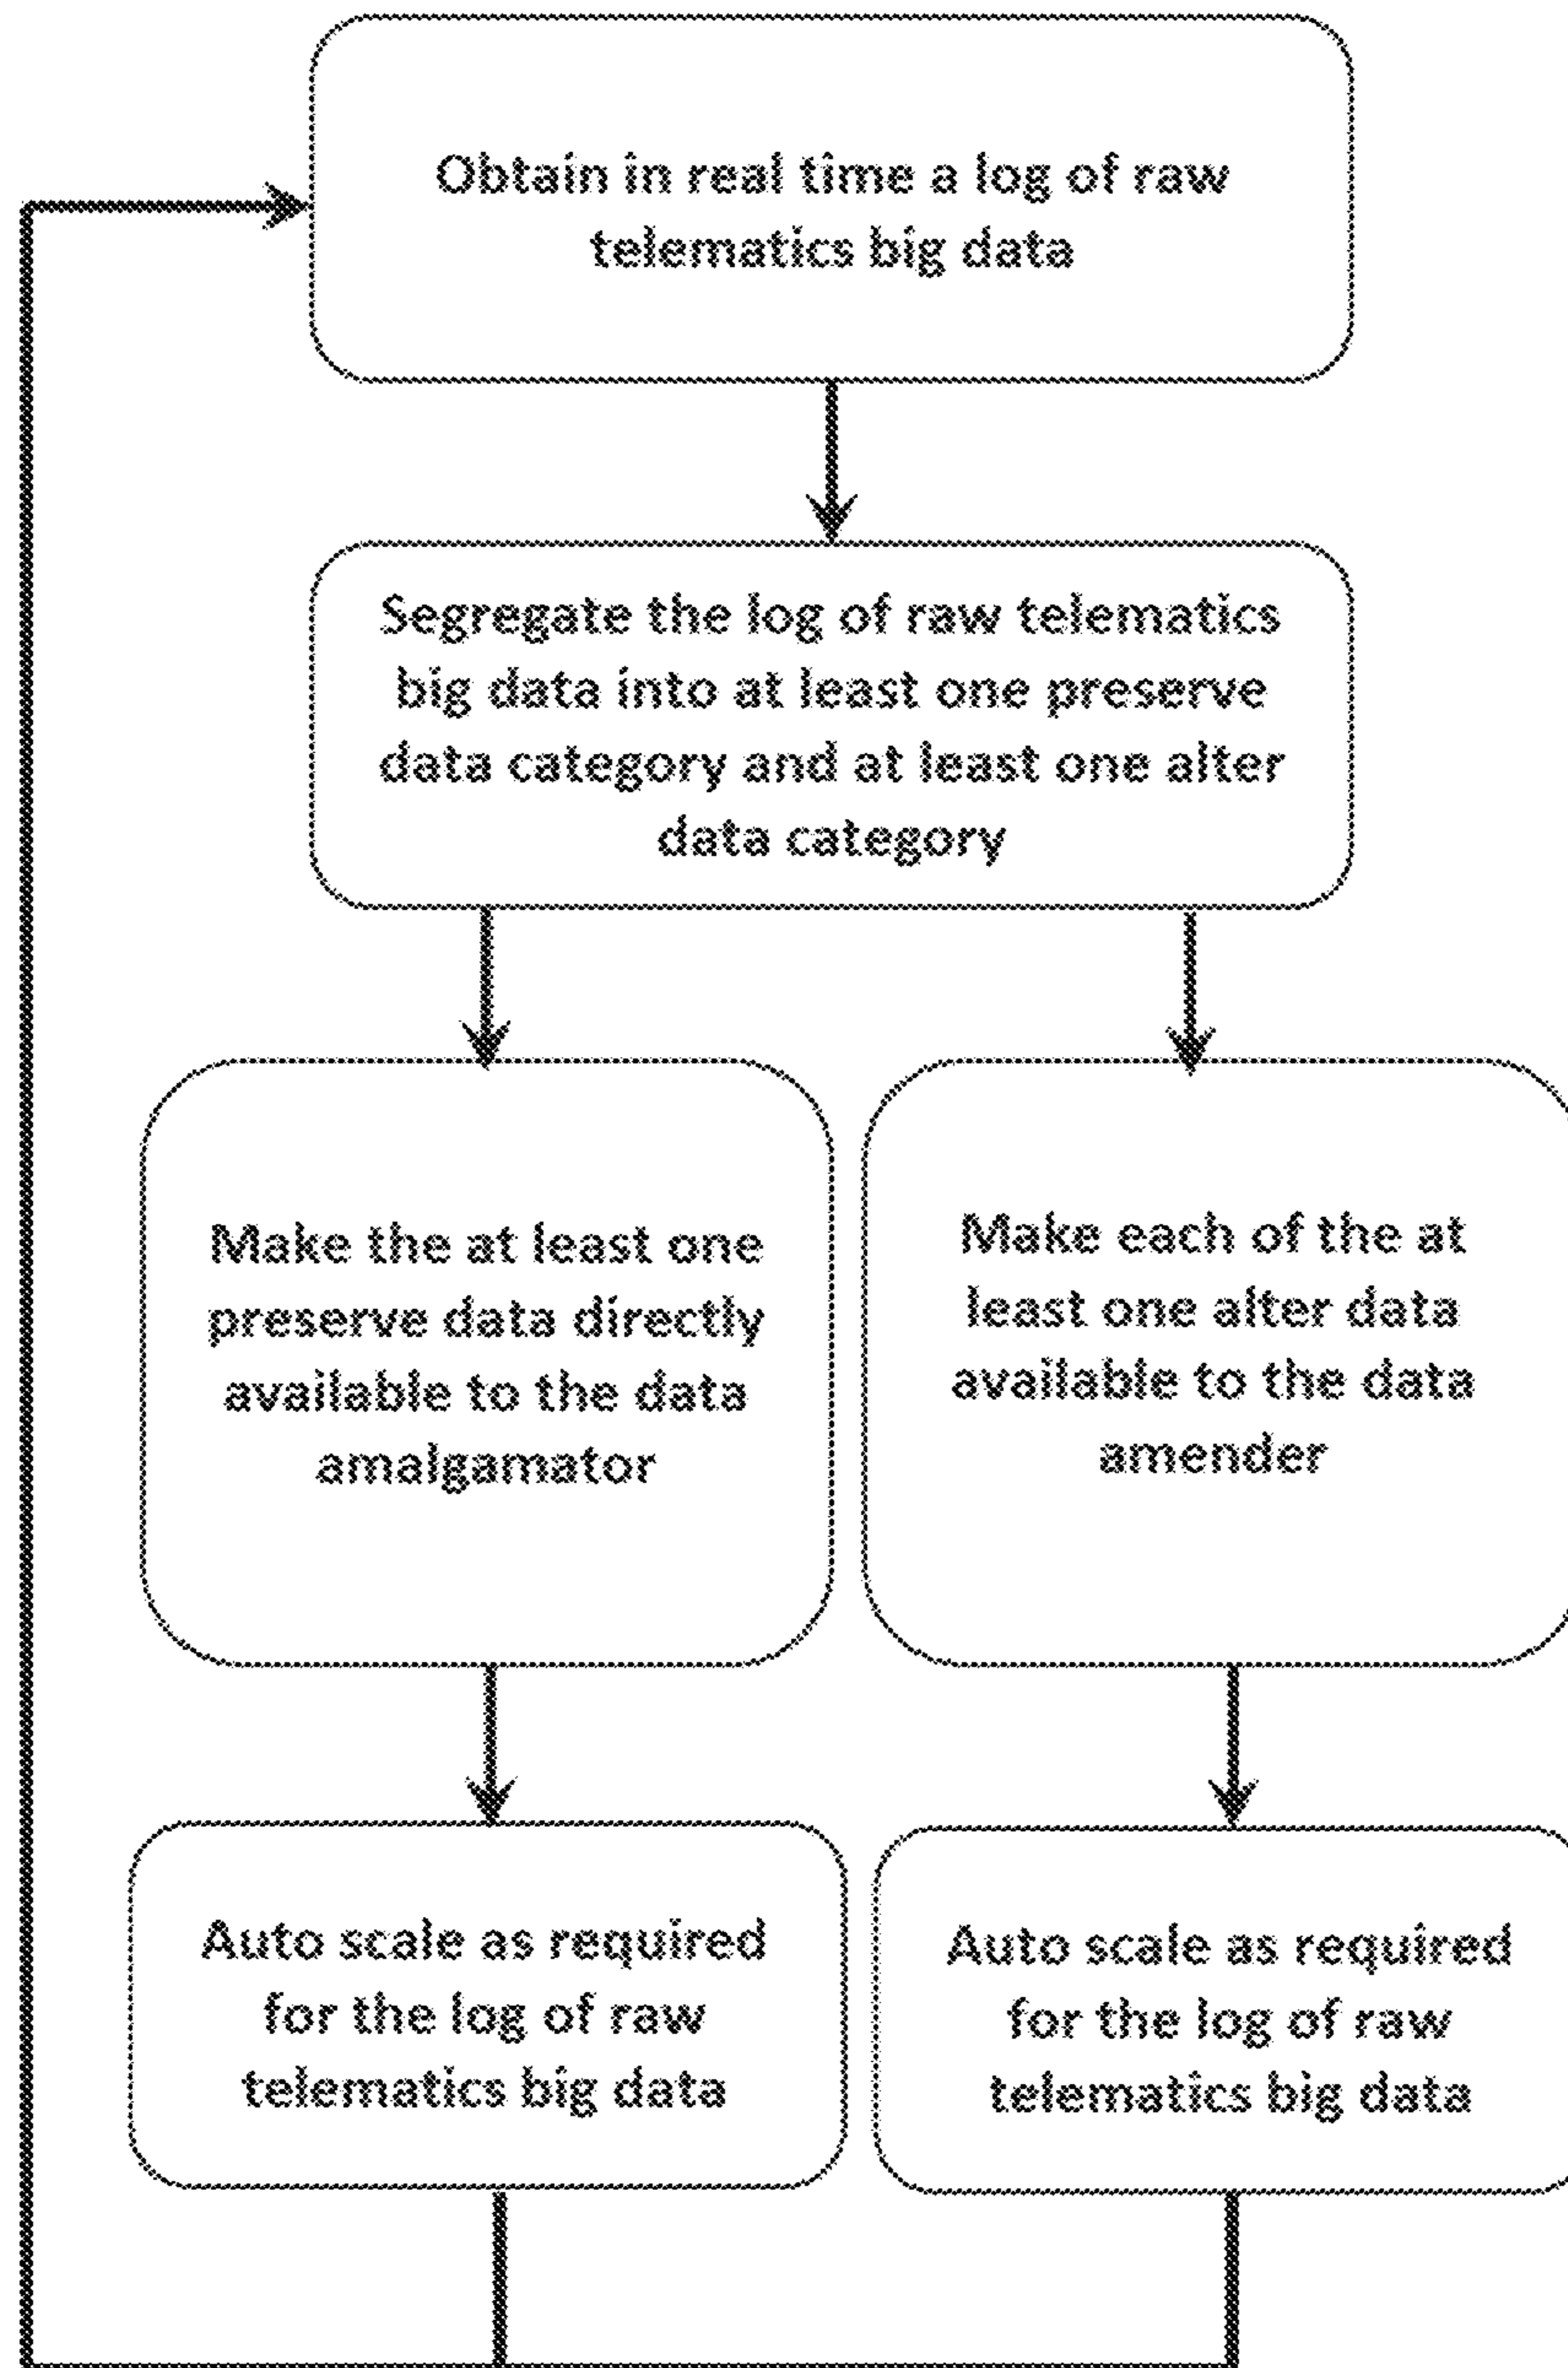 Obtain in real time a log of raw
telematics big data
Segregate the log of raw telematics
big data into at least one preserve
data category and at least one alter
data category
Make the at least one
preserve data directly
available to the data
amalgamator
Make each of the at
least one alter data
available to the data
amender
Auto scale as required
for the log of raw
telematics big data
Auto scale as required
for the log of raw
telematics big data